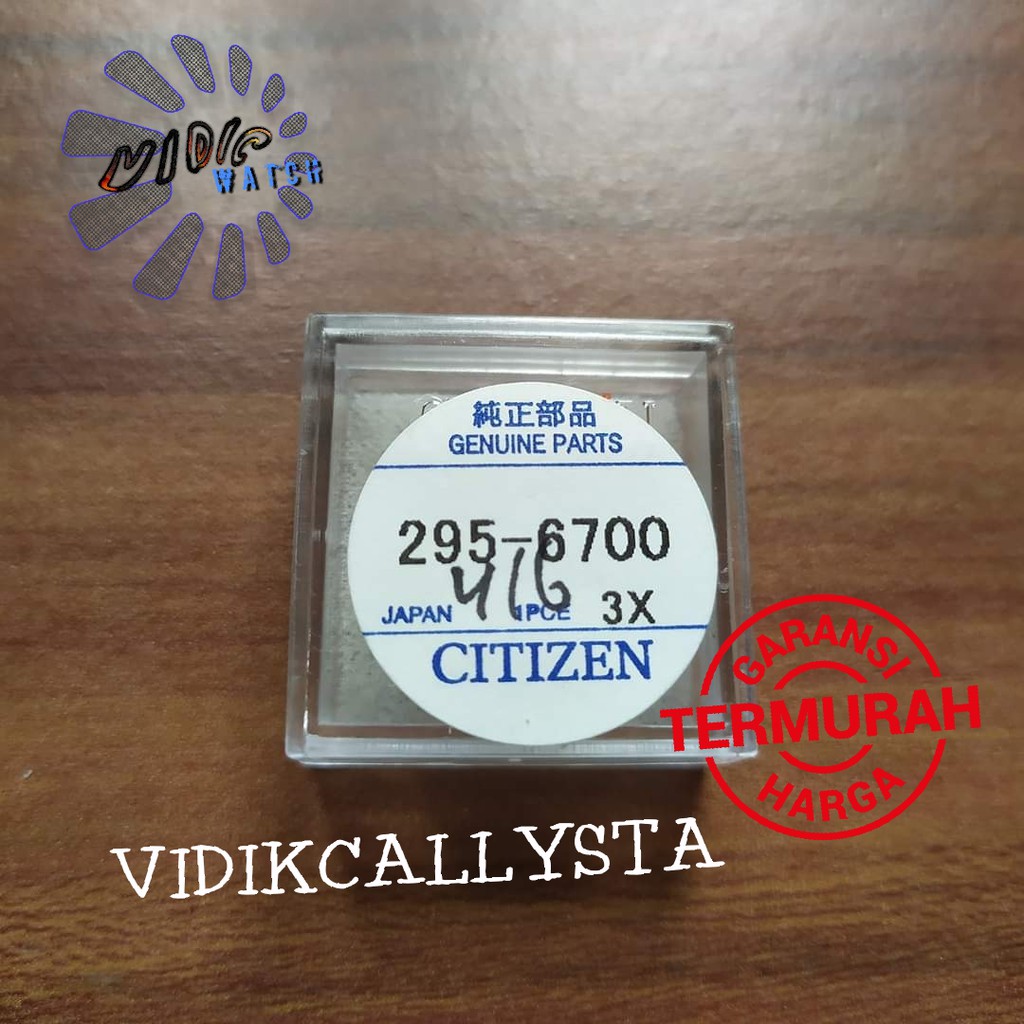 VIDIC
WATCH
純正部品
GENUINE PARTS
295-6700
416
JAPAN 1PCE 3X
CITIZEN
GARANSI
TERMURAH
HARGA
VIDIKCALLYSTA